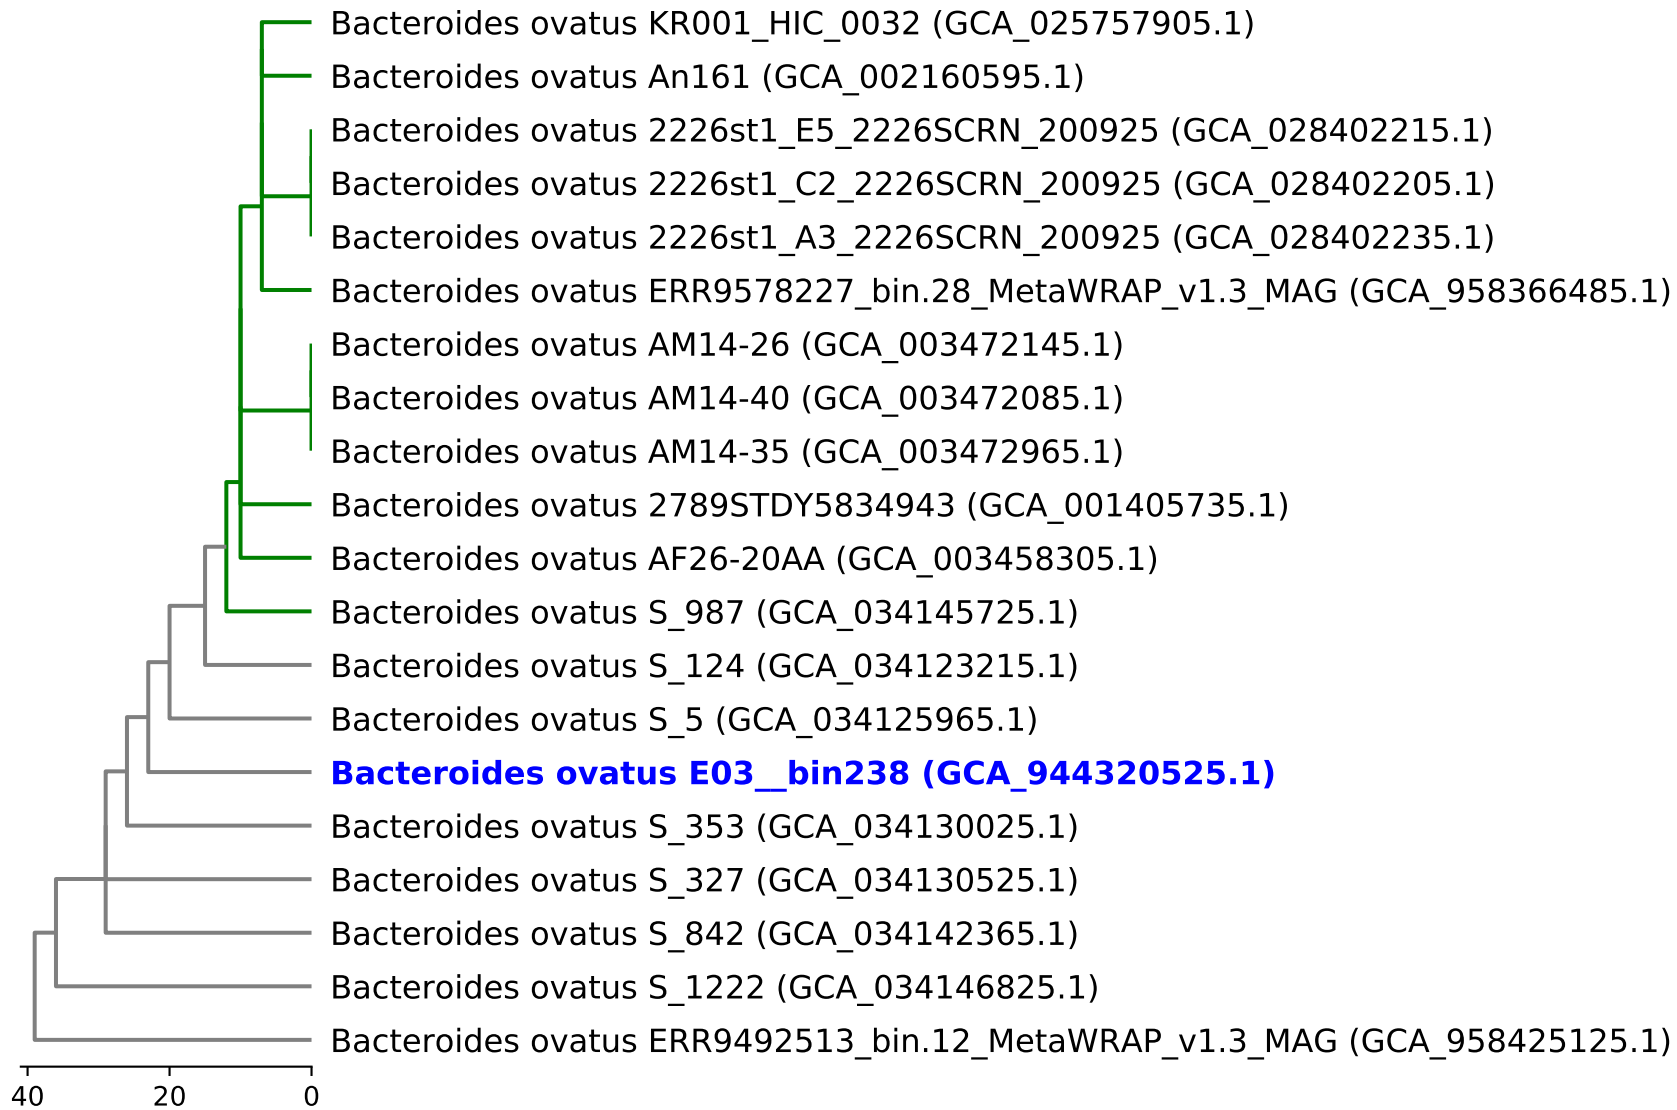 Bacteroides ovatus KR001_HIC_0032 (GCA_025757905.1)
Bacteroides ovatus An161 (GCA_002160595.1)
Bacteroides ovatus 2226st1_E5_2226SCRN_200925 (GCA_028402215.1)
Bacteroides ovatus 2226st1_C2_2226SCRN_200925 (GCA_028402205.1)
Bacteroides ovatus 2226st1_A3_2226SCRN_200925 (GCA_028402235.1)
Bacteroides ovatus ERR9578227_bin.28_MetaWRAP_v1.3_MAG (GCA_958366485.1)
Bacteroides ovatus AM14-26 (GCA_003472145.1)
Bacteroides ovatus AM14-40 (GCA_003472085.1)
Bacteroides ovatus AM14-35 (GCA_003472965.1)
Bacteroides ovatus 2789STDY5834943 (GCA_001405735.1)
Bacteroides ovatus AF26-20AA (GCA_003458305.1)
Bacteroides ovatus S_987 (GCA_034145725.1)
Bacteroides ovatus S_124 (GCA_034123215.1)
Bacteroides ovatus S_5 (GCA_034125965.1)
Bacteroides ovatus E03__bin238 (GCA_944320525.1)
Bacteroides ovatus S_353 (GCA_034130025.1)
Bacteroides ovatus S_327 (GCA_034130525.1)
Bacteroides ovatus S_842 (GCA_034142365.1)
Bacteroides ovatus S_1222 (GCA_034146825.1)
Bacteroides ovatus ERR9492513_bin.12_MetaWRAP_v1.3_MAG (GCA_958425125.1)
40 20 0